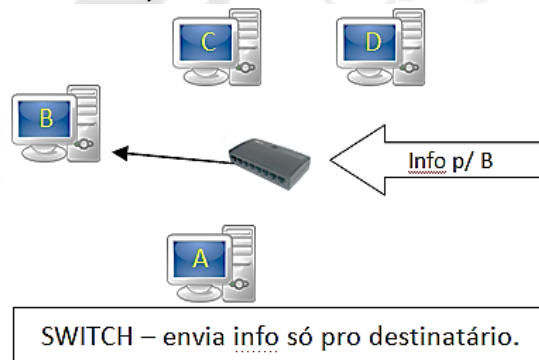 C
D
B
Info p/ B
A
SWITCH – envia info só pro destinatário.